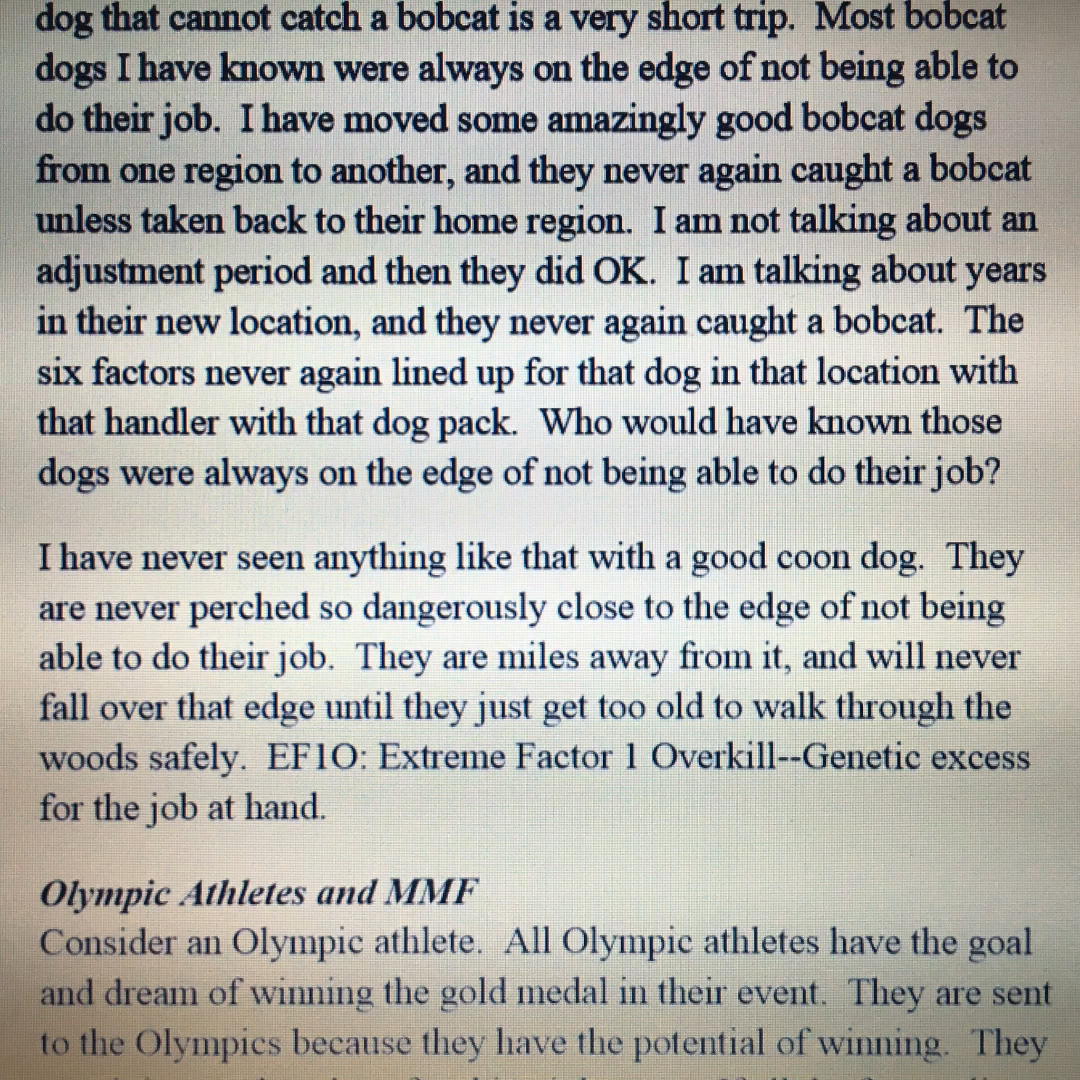 dog that cannot catch a bobcat is a very short trip.  Most bobcat
dogs I have known were always on the edge of not being able to
do their job.  I have moved some amazingly good bobcat dogs
from one region to another, and they never again caught a bobcat
unless taken back to their home region.  I am not talking about an
adjustment period and then they did OK.  I am talking about years
in their new location, and they never again caught a bobcat.  The
six factors never again lined up for that dog in that location with
that handler with that dog pack.  Who would have known those
dogs were always on the edge of not being able to do their job?
I have never seen anything like that with a good coon dog.  They
are never perched so dangerously close to the edge of not being
able to do their job.  They are miles away from it, and will never
fall over that edge until they just get too old to walk through the
woods safely.  EF1O: Extreme Factor 1 Overkill--Genetic excess
for the job at hand.
Olympic Athletes and MMF
Consider an Olympic athlete.  All Olympic athletes have the goal
and dream of winning the gold medal in their event.  They are sent
to the Olympics because they have the potential of winning.  They